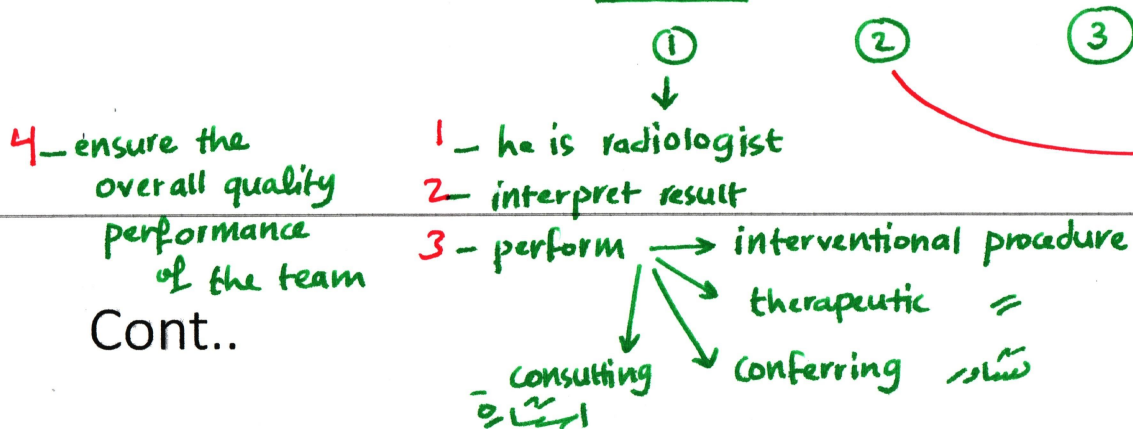 ① ② ③
4- ensure the
overall quality
performance
of the team
1- he is radiologist
2- interpret result
3- perform → interventional procedure
therapeutic =
conferring تشاور
consulting
استشارة
Cont..